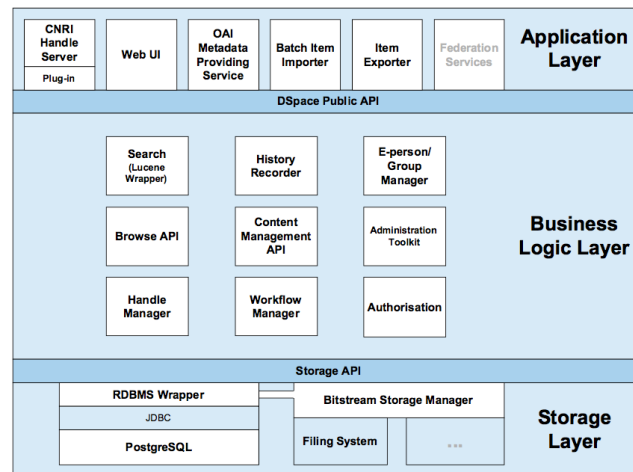 CNRI
Handle
Server
Plug-in
Web UI
OAI
Metadata
Providing
Service
Batch Item
Importer
Item
Exporter
Federation
Services
Application
Layer
DSpace Public API
Search
(Lucene
Wrapper)
History
Recorder
E-person/
Group
Manager
Browse API
Content
Management
API
Administration
Toolkit
Business
Logic Layer
Handle
Manager
Workflow
Manager
Authorisation
Storage API
RDBMS Wrapper
JDBC
PostgreSQL
Bitstream Storage Manager
Filing System
...
Storage
Layer